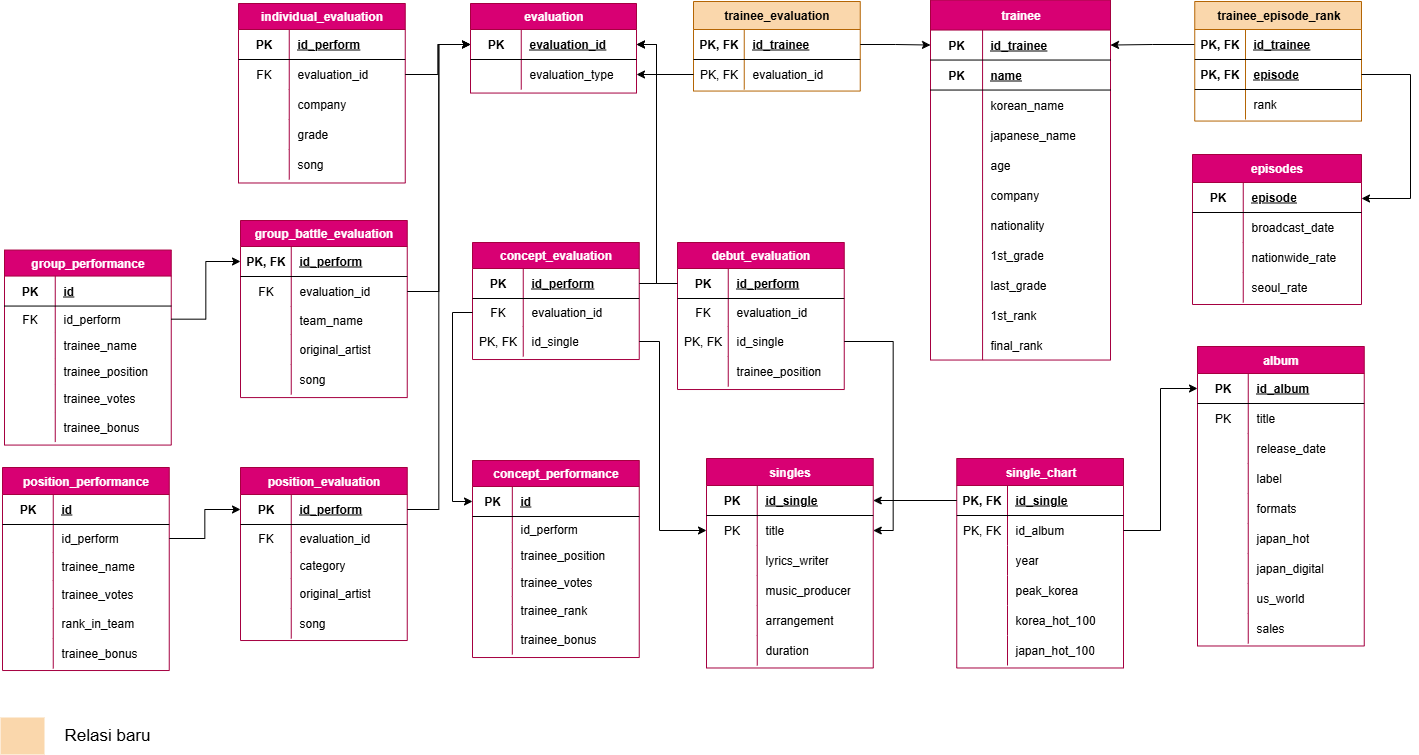 individual_evaluation
PK id_perform
FK evaluation_id
company
grade
song
evaluation
PK evaluation_id
evaluation_type
trainee_evaluation
PK, FK id_trainee
PK, FK evaluation_id
trainee
PK id_trainee
PK name
korean_name
japanese_name
age
company
nationality
1st_grade
last_grade
1st_rank
final_rank
trainee_episode_rank
PK, FK id_trainee
PK, FK episode
rank
episodes
PK episode
broadcast_date
nationwide_rate
seoul_rate
group_performance
PK id
FK id_perform
trainee_name
trainee_position
trainee_votes
trainee_bonus
group_battle_evaluation
PK, FK id_perform
FK evaluation_id
team_name
original_artist
song
concept_evaluation
PK id_perform
FK evaluation_id
PK, FK id_single
debut_evaluation
PK id_perform
FK evaluation_id
PK, FK id_single
trainee_position
album
PK id_album
PK title
release_date
label
formats
japan_hot
japan_digital
us_world
sales
position_performance
PK id
id_perform
trainee_name
trainee_votes
rank_in_team
trainee_bonus
position_evaluation
PK id_perform
FK evaluation_id
category
original_artist
song
concept_performance
PK id
id_perform
trainee_position
trainee_votes
trainee_rank
trainee_bonus
singles
PK id_single
PK title
lyrics_writer
music_producer
arrangement
duration
single_chart
PK, FK id_single
PK, FK id_album
year
peak_korea
korea_hot_100
japan_hot_100
Relasi baru